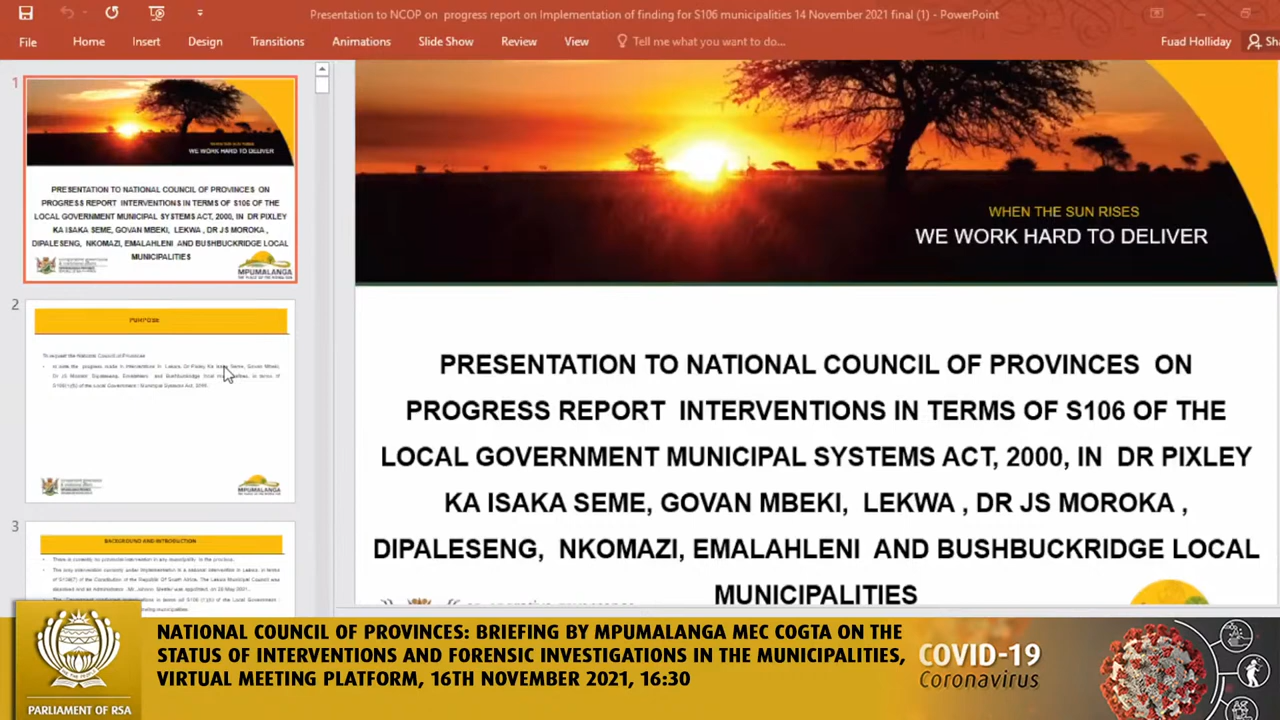 Presentation to NCOP on progress report on Implementation of finding for S106 municipalities 14 November 2021 final (1) - PowerPoint
File Home Insert Design Transitions Animations Slide Show Review View Tell me what you want to do... Fuad Holliday Sha
1
WHEN THE SUN RISES
WE WORK HARD TO DELIVER
PRESENTATION TO NATIONAL COUNCIL OF PROVINCES ON
PROGRESS REPORT INTERVENTIONS IN TERMS OF S106 OF THE
LOCAL GOVERNMENT MUNICIPAL SYSTEMS ACT, 2000, IN DR PIXLEY
KA ISAKA SEME, GOVAN MBEKI, LEKWA , DR JS MOROKA ,
DIPALESENG, NKOMAZI, EMALAHLENI AND BUSHBUCKRIDGE LOCAL
MUNICIPALITIES
MPUMALANGA
2
PURPOSE
3
BACKGROUND AND INTRODUCTION
WHEN THE SUN RISES
WE WORK HARD TO DELIVER
PRESENTATION TO NATIONAL COUNCIL OF PROVINCES ON
PROGRESS REPORT INTERVENTIONS IN TERMS OF S106 OF THE
LOCAL GOVERNMENT MUNICIPAL SYSTEMS ACT, 2000, IN DR PIXLEY
KA ISAKA SEME, GOVAN MBEKI, LEKWA , DR JS MOROKA ,
DIPALESENG, NKOMAZI, EMALAHLENI AND BUSHBUCKRIDGE LOCAL
MUNICIPALITIES
PARLIAMENT OF RSA
NATIONAL COUNCIL OF PROVINCES: BRIEFING BY MPUMALANGA MEC COGTA ON THE
STATUS OF INTERVENTIONS AND FORENSIC INVESTIGATIONS IN THE MUNICIPALITIES,
VIRTUAL MEETING PLATFORM, 16TH NOVEMBER 2021, 16:30
COVID-19
Coronavirus